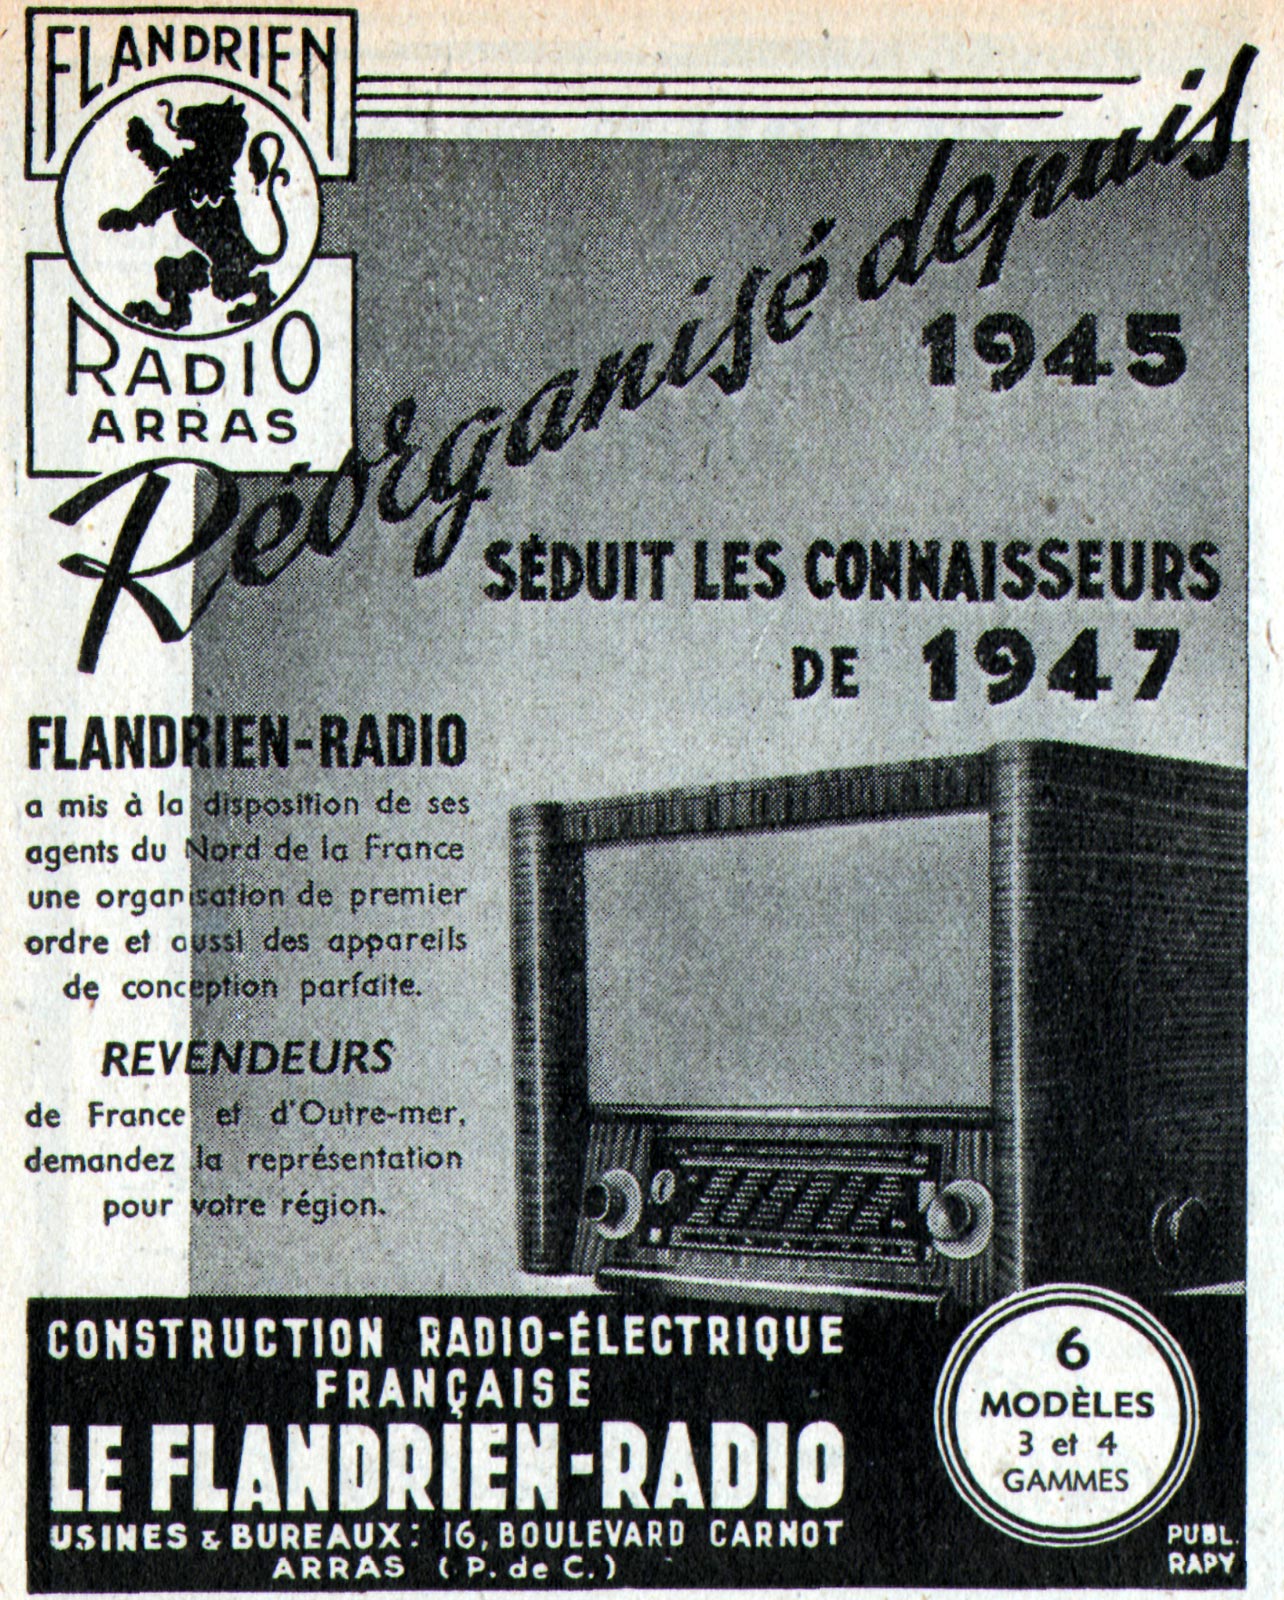 FLANDRIEN
RADIO
ARRAS
Réorganisé depuis
1945
SÉDUIT LES CONNAISSEURS
DE 1947
FLANDRIEN-RADIO
a mis à la disposition de ses
agents du Nord de la France
une organisation de premier
ordre et aussi des appareils
de conception parfaite.
REVENDEURS
de France et d'Outre-mer,
demandez la représentation
pour votre région.
CONSTRUCTION RADIO-ÉLECTRIQUE
FRANÇAISE
LE FLANDRIEN-RADIO
USINES & BUREAUX: 16, BOULEVARD CARNOT
ARRAS (P. de C.)
6
MODÈLES
3 et 4
GAMMES
PUBL.
RAPY